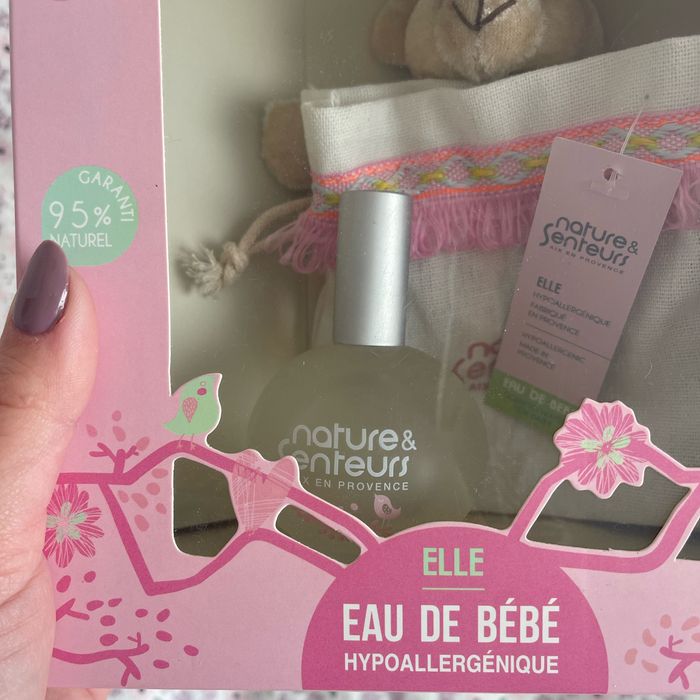 GARANTI
95%
NATUREL
nature &
Senteurs
AIX EN PROVENCE
ELLE
HYPOALLERGÉNIQUE
FABRIQUÉ
EN PROVENCE
HYPOALLERGENIC
MADE IN
PROVENCE
EAU DE BÉ
nature &
Senteurs
IX EN PROVENCE
ELLE
EAU DE BÉBÉ
HYPOALLERGÉNIQUE